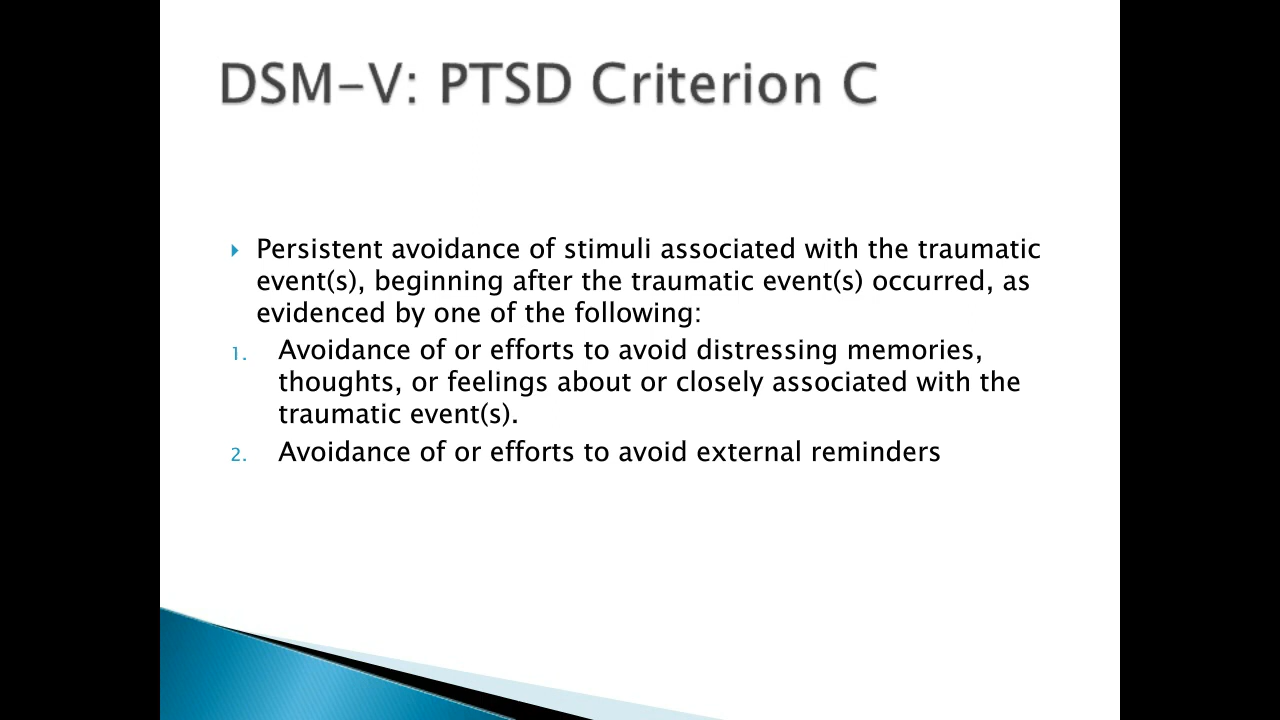 DSM-V: PTSD Criterion C
Persistent avoidance of stimuli associated with the traumatic
event(s), beginning after the traumatic event(s) occurred, as
evidenced by one of the following:
1. Avoidance of or efforts to avoid distressing memories,
thoughts, or feelings about or closely associated with the
traumatic event(s).
2. Avoidance of or efforts to avoid external reminders